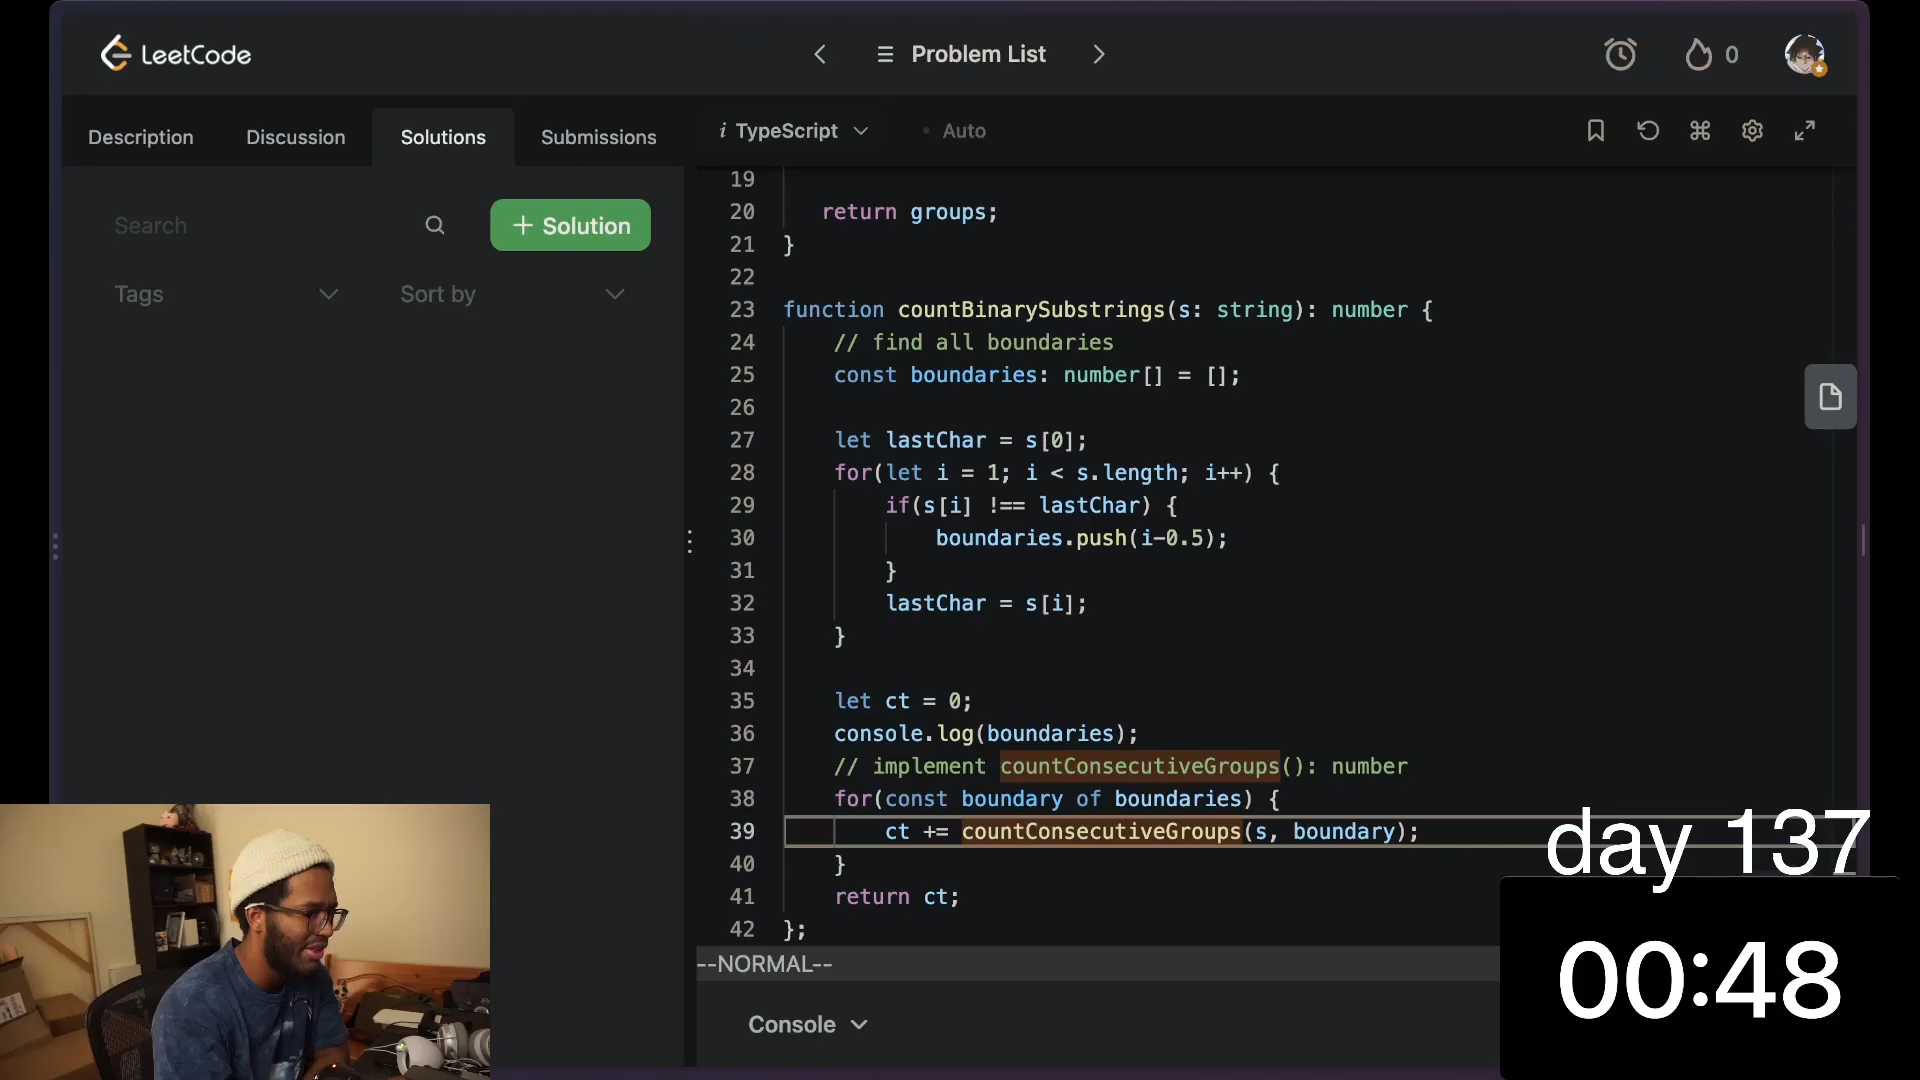 LeetCode
Problem List
0
Description
Discussion
Solutions
Submissions
i TypeScript
• Auto
Search
+ Solution
Tags
Sort by
19
20 return groups;
21 }
22
23 function countBinarySubstrings(s: string): number {
24 // find all boundaries
25 const boundaries: number[] = [];
26
27 let lastChar = s[0];
28 for(let i = 1; i < s.length; i++) {
29 if(s[i] !== lastChar) {
30 boundaries.push(i-0.5);
31 }
32 lastChar = s[i];
33 }
34
35 let ct = 0;
36 console.log(boundaries);
37 // implement countConsecutiveGroups(): number
38 for(const boundary of boundaries) {
39 ct += countConsecutiveGroups(s, boundary);
40 }
41 return ct;
42 };
--NORMAL--
Console
day 137
00:48